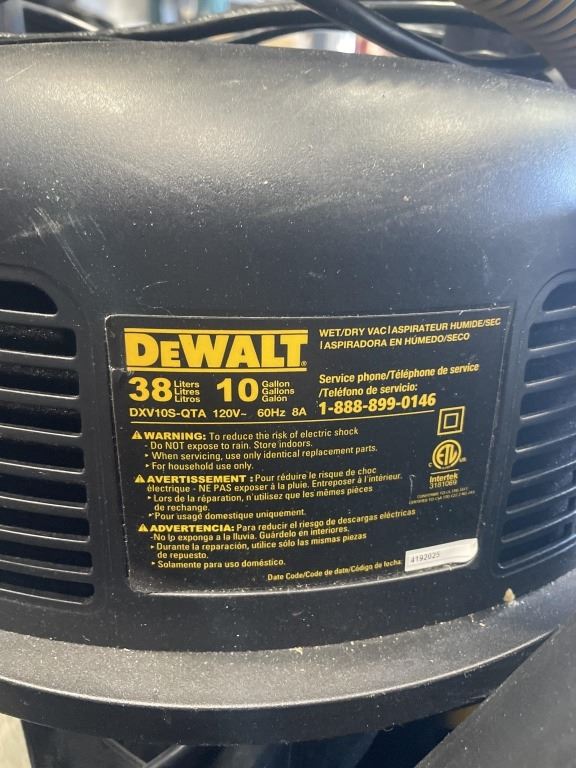 DEWALT®
WET/DRY VAC|ASPIRATEUR HUMIDE/SEC
|ASPIRADORA EN HÚMEDO/SECO
38 Liters Litres Litros 10 Gallon Gallons Galón
Service phone/Téléphone de service
/Teléfono de servicio:
1-888-899-0146
DXV10S-QTA 120V~ 60Hz 8A
WARNING: To reduce the risk of electric shock
- Do NOT expose to rain. Store indoors.
When servicing, use only identical replacement parts.
For household use only.
AVERTISSEMENT : Pour réduire le risque de choc
électrique - NE PAS exposer à la pluie. Entreposer à l'intérieur.
Lors de la réparation, n'utilisez que les mêmes pièces
de rechange.
Pour usage domestique uniquement.
ADVERTENCIA: Para reducir el riesgo de descargas eléctricas
-No lp exponga a la lluvia. Guárdelo en interiores.
Durante la reparación, utilice sólo las mismas piezas
de repuesto.
Solamente para uso doméstico.
C ETL US
Intertek
3181069
Date Code/Code de date/Código de fecha: 4192025